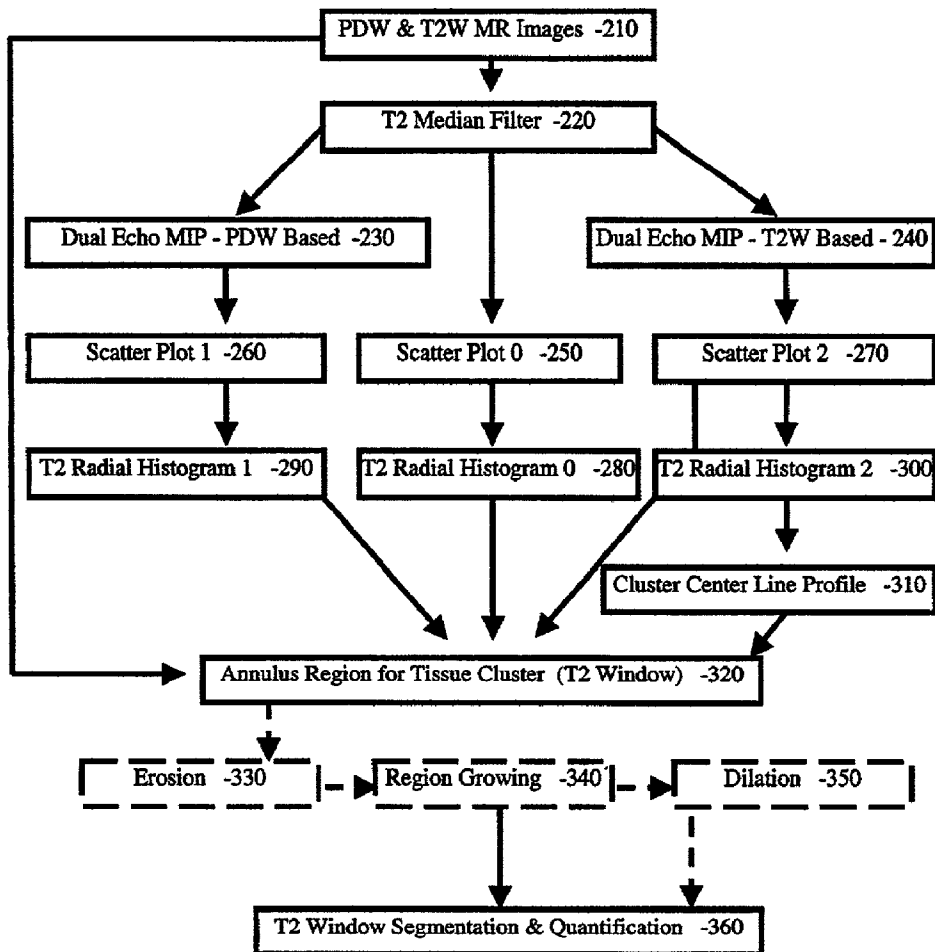 PDW & T2W MR Images -210
T2 Median Filter -220
Dual Echo MIP - PDW Based -230
Dual Echo MIP - T2W Based - 240
Scatter Plot 1 -260
Scatter Plot 0 -250
Scatter Plot 2 -270
T2 Radial Histogram 1 -290
T2 Radial Histogram 0 -280
T2 Radial Histogram 2 -300
Cluster Center Line Profile -310
Annulus Region for Tissue Cluster (T2 Window) -320
Erosion -330
Region Growing -340
Dilation -350
T2 Window Segmentation & Quantification -360